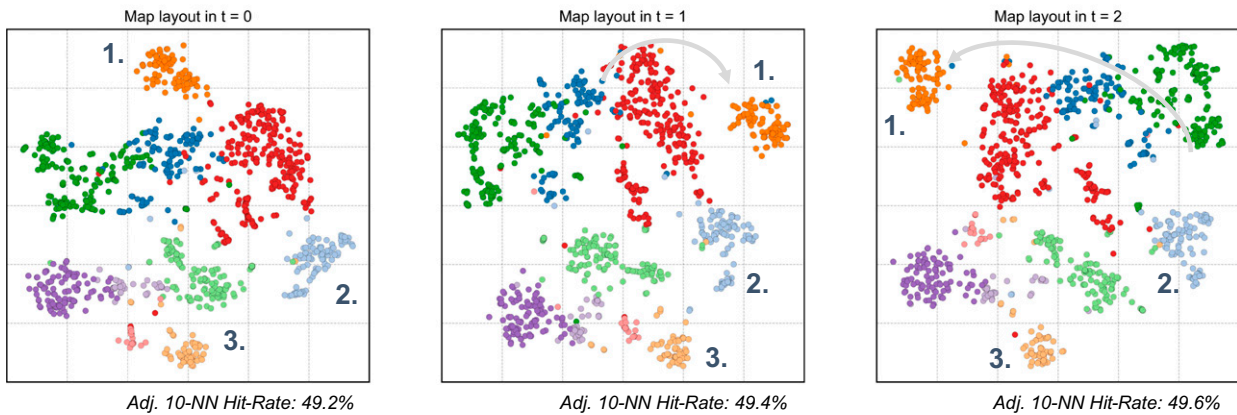 Map layout in t = 0
1.
2.
3.
Adj. 10-NN Hit-Rate: 49.2%
Map layout in t = 1
1.
2.
3.
Adj. 10-NN Hit-Rate: 49.4%
Map layout in t = 2
1.
2.
3.
Adj. 10-NN Hit-Rate: 49.6%